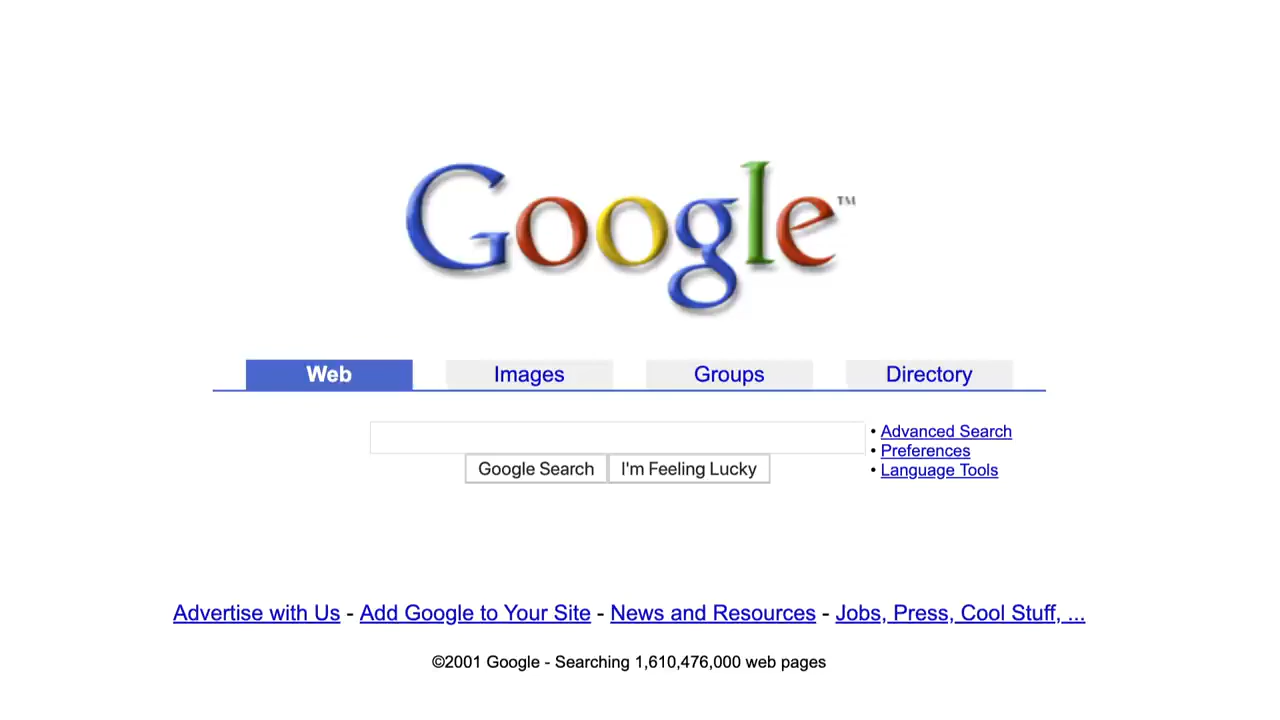 Google™
Web Images Groups Directory
• Advanced Search
• Preferences
• Language Tools
Google Search I'm Feeling Lucky
Advertise with Us - Add Google to Your Site - News and Resources - Jobs, Press, Cool Stuff, ...
©2001 Google - Searching 1,610,476,000 web pages